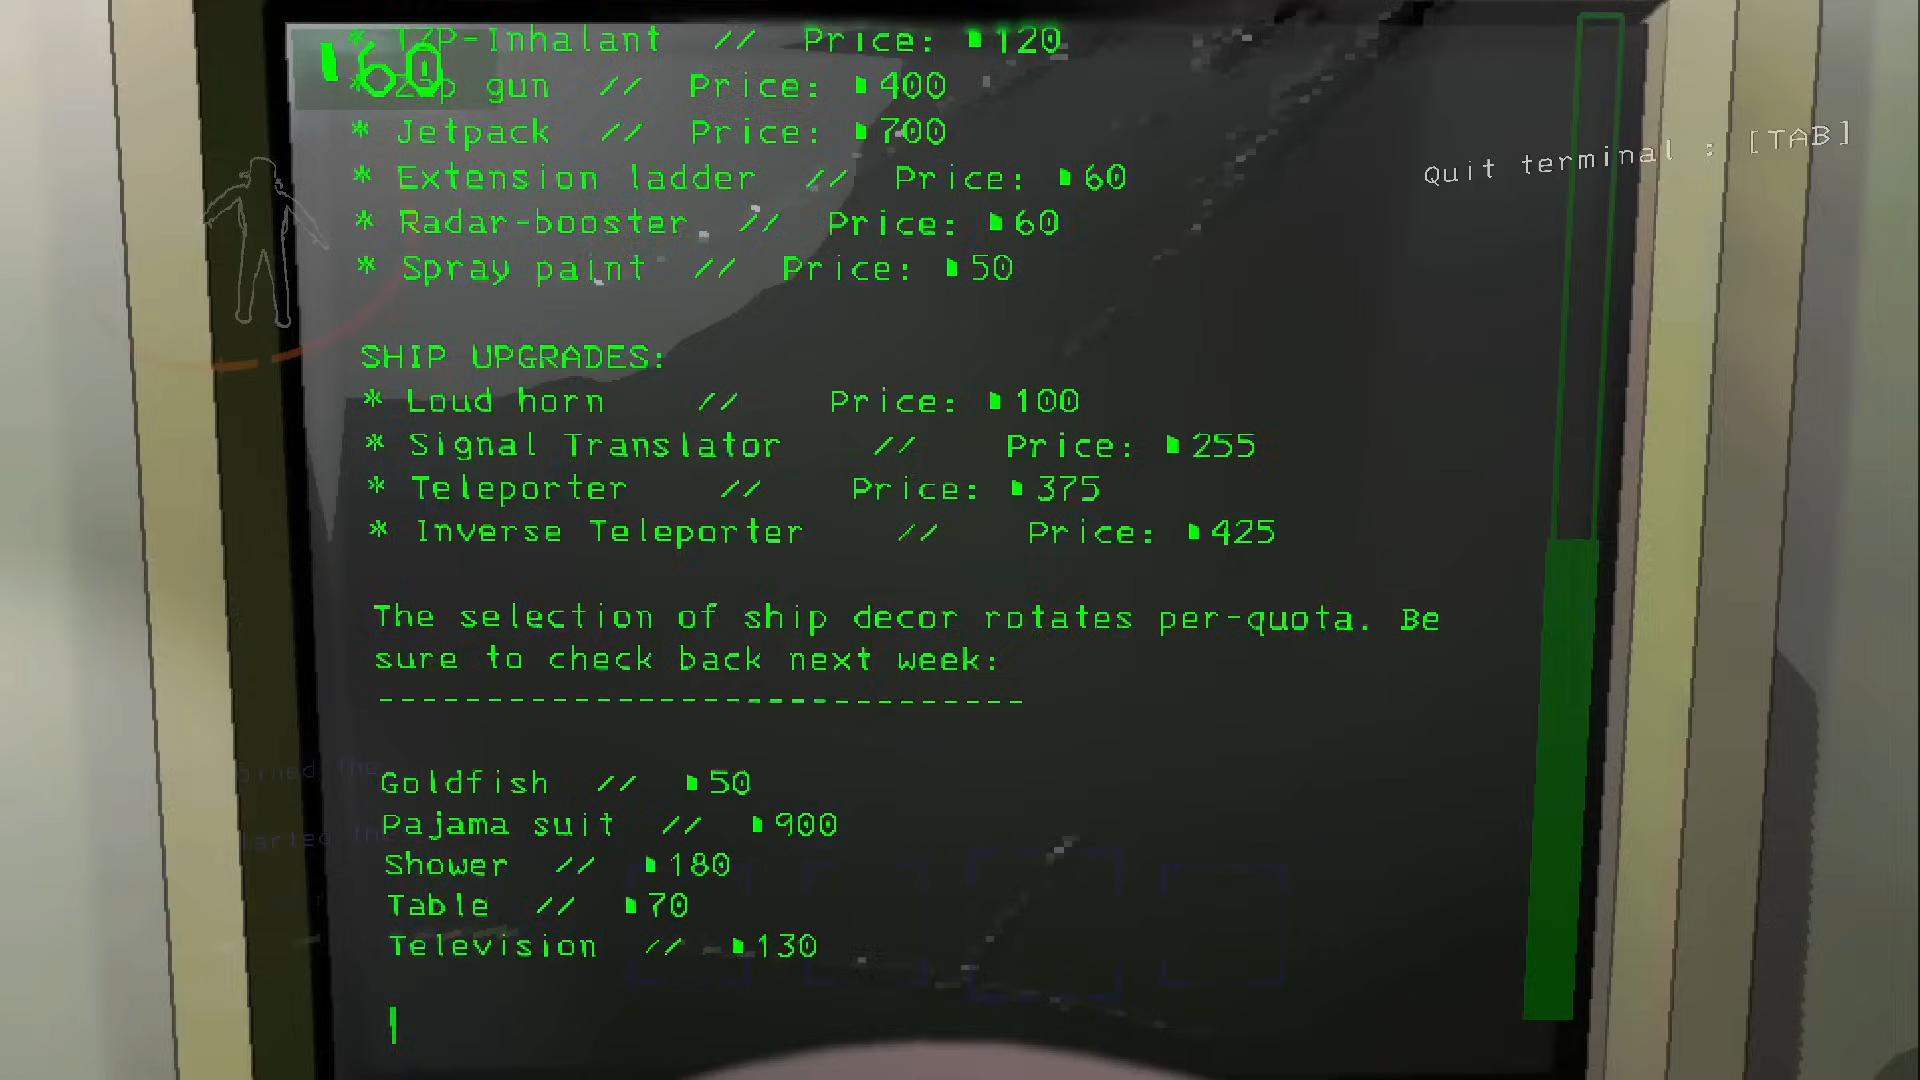 * TZP-Inhalant // Price: ▮120
▮60
* Zap gun // Price: ▮400
* Jetpack // Price: ▮700
Quit terminal : [TAB]
* Extension ladder // Price: ▮60
* Radar-booster // Price: ▮60
* Spray paint // Price: ▮50
SHIP UPGRADES:
* Loud horn // Price: ▮100
* Signal Translator // Price: ▮255
* Teleporter // Price: ▮375
* Inverse Teleporter // Price: ▮425
The selection of ship decor rotates per-quota. Be
sure to check back next week:
------------------------------
Goldfish // ▮50
Pajama suit // ▮900
Shower // ▮180
Table // ▮70
Television // ▮130